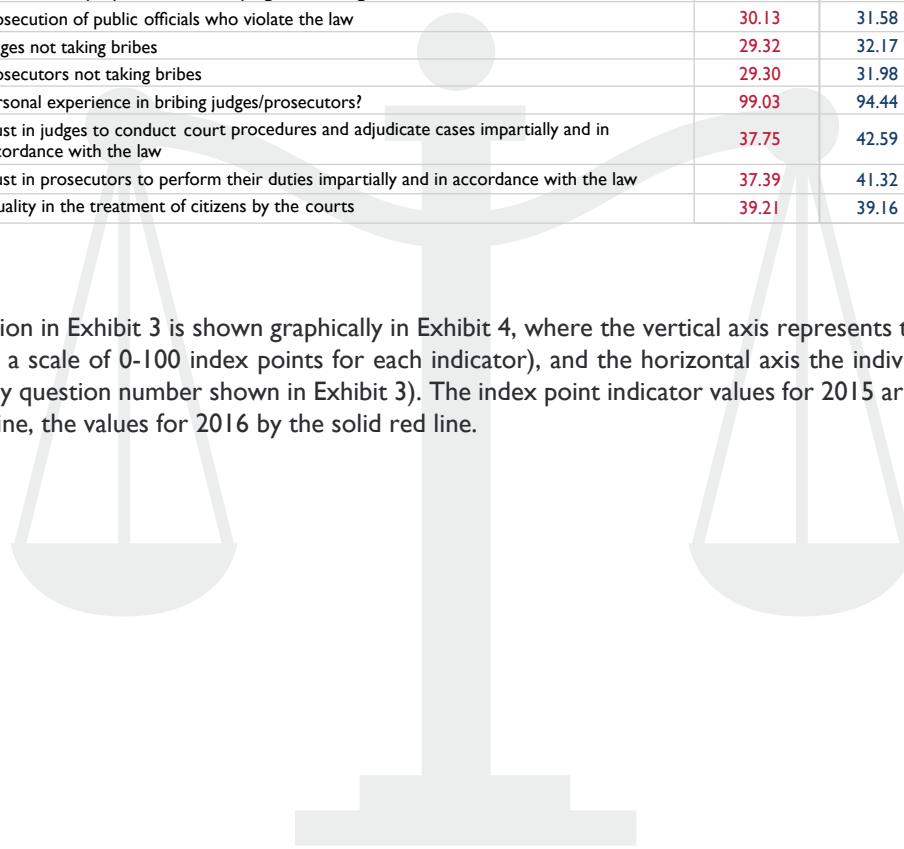 osecution of public officials who violate the law 30.13 31.58
ges not taking bribes 29.32 32.17
osecutors not taking bribes 29.30 31.98
rsonal experience in bribing judges/prosecutors? 99.03 94.44
ust in judges to conduct court procedures and adjudicate cases impartially and in
cordance with the law 37.75 42.59
ust in prosecutors to perform their duties impartially and in accordance with the law 37.39 41.32
uality in the treatment of citizens by the courts 39.21 39.16
ion in Exhibit 3 is shown graphically in Exhibit 4, where the vertical axis represents t
a scale of 0-100 index points for each indicator), and the horizontal axis the indiv
y question number shown in Exhibit 3). The index point indicator values for 2015 ar
ine, the values for 2016 by the solid red line.